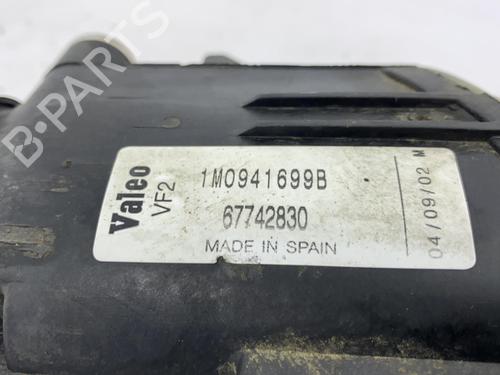 Valeo
VF2
1M0941699B
67742830
MADE IN SPAIN
04/09/02 M
B-PARTS